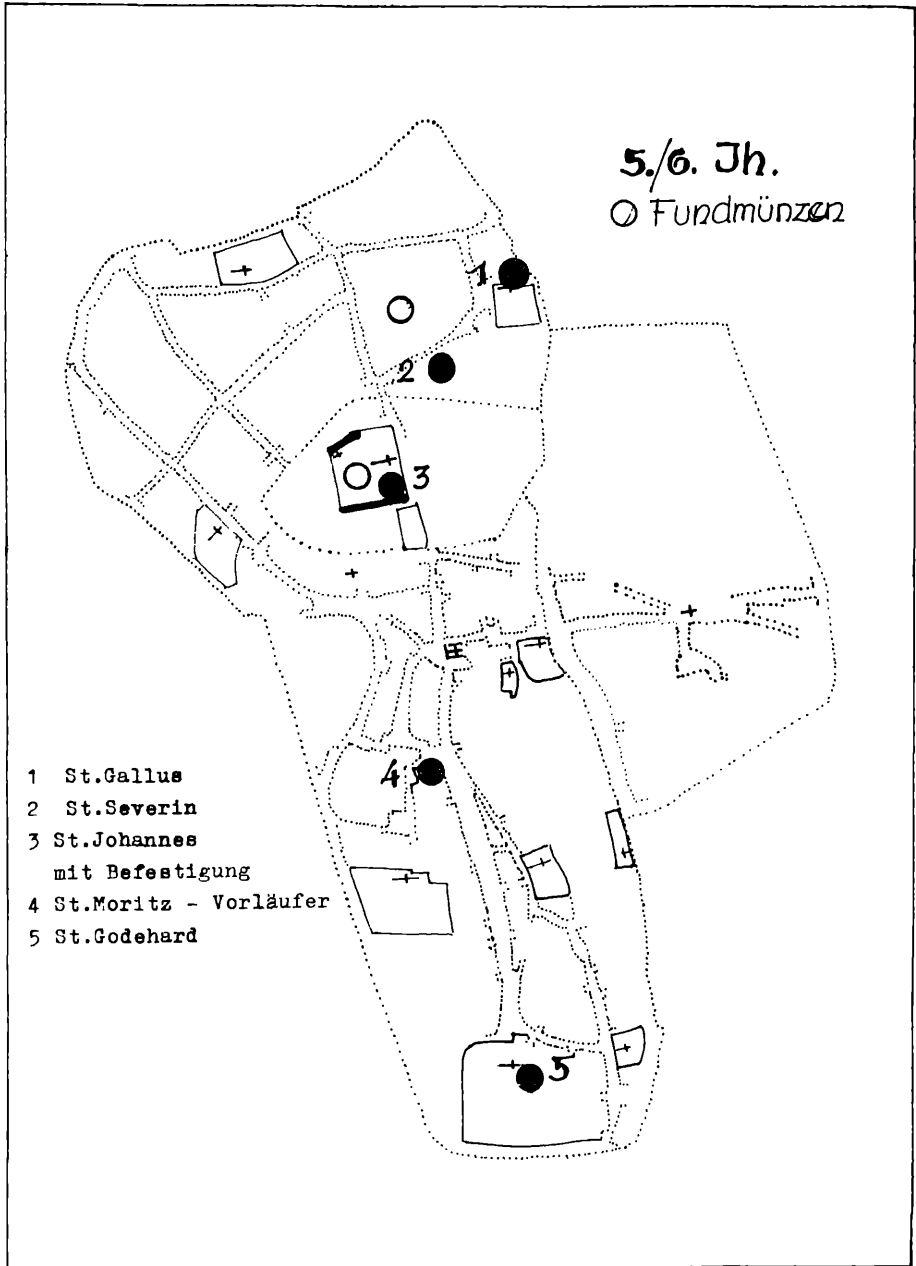 5./6. Jh.
Fundmünzen
1
2
3
4
5
1 St.Gallus
2 St.Severin
3 St.Johannes
mit Befestigung
4 St.Moritz - Vorläufer
5 St.Godehard